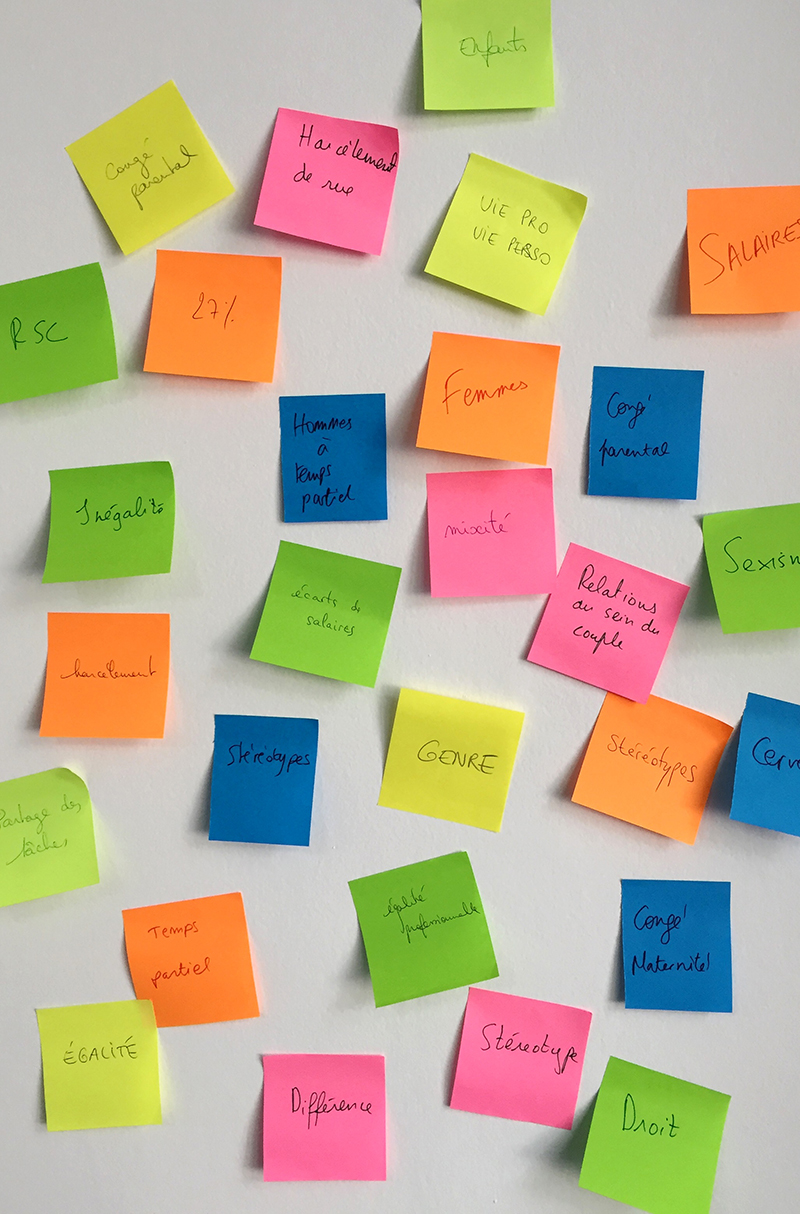 Enfants
Congé
parental
Harcèlement
de rue
VIE PRO
VIE PERSO
SALAIRES
RSC
27%
Femmes
Hommes
à
temps
partiel
Congé
parental
Inégalité
mixité
Sexism
écarts de
salaires
Relations
au sein du
couple
harcèlement
Stéréotypes
GENRE
Stéréotypes
Cerve
Partage des
tâches
Temps
partiel
égalité
professionnelle
Congé
Maternité
ÉGALITÉ
Stéréotype
Différence
Droit